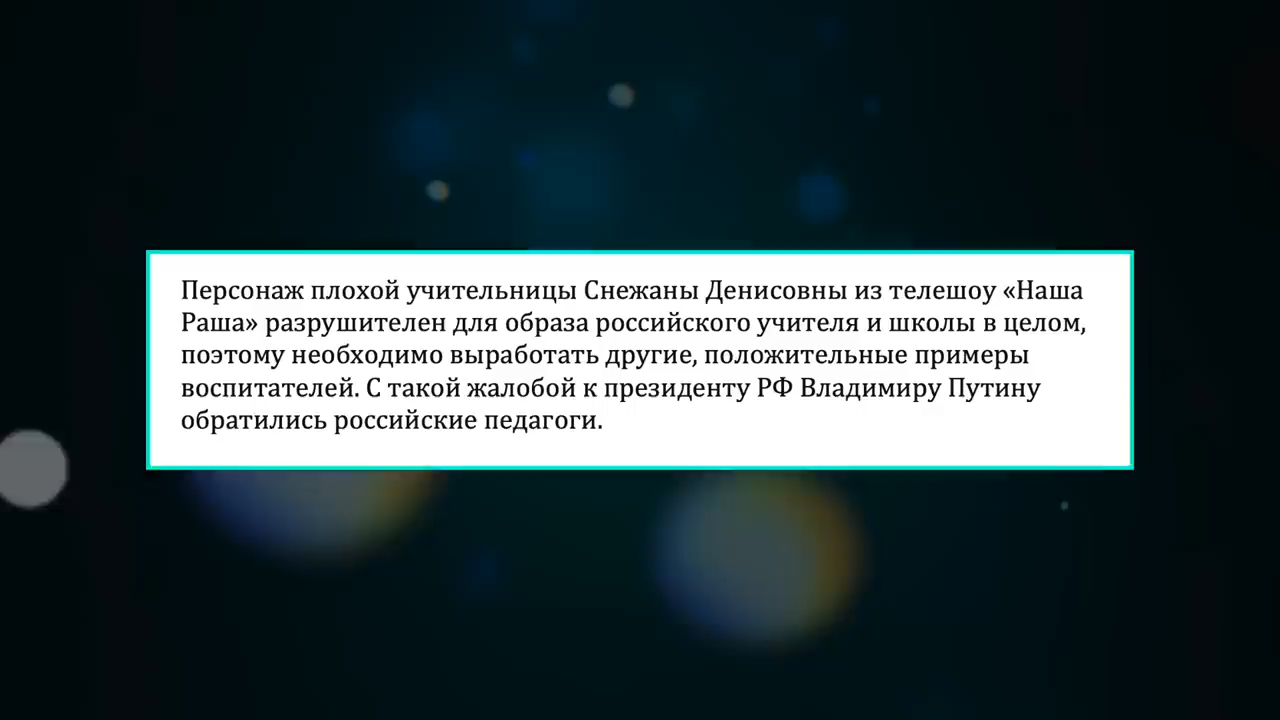 Персонаж плохой учительницы Снежаны Денисовны из телешоу «Наша
Раша» разрушителен для образа российского учителя и школы в целом,
поэтому необходимо выработать другие, положительные примеры
воспитателей. С такой жалобой к президенту РФ Владимиру Путину
обратились российские педагоги.